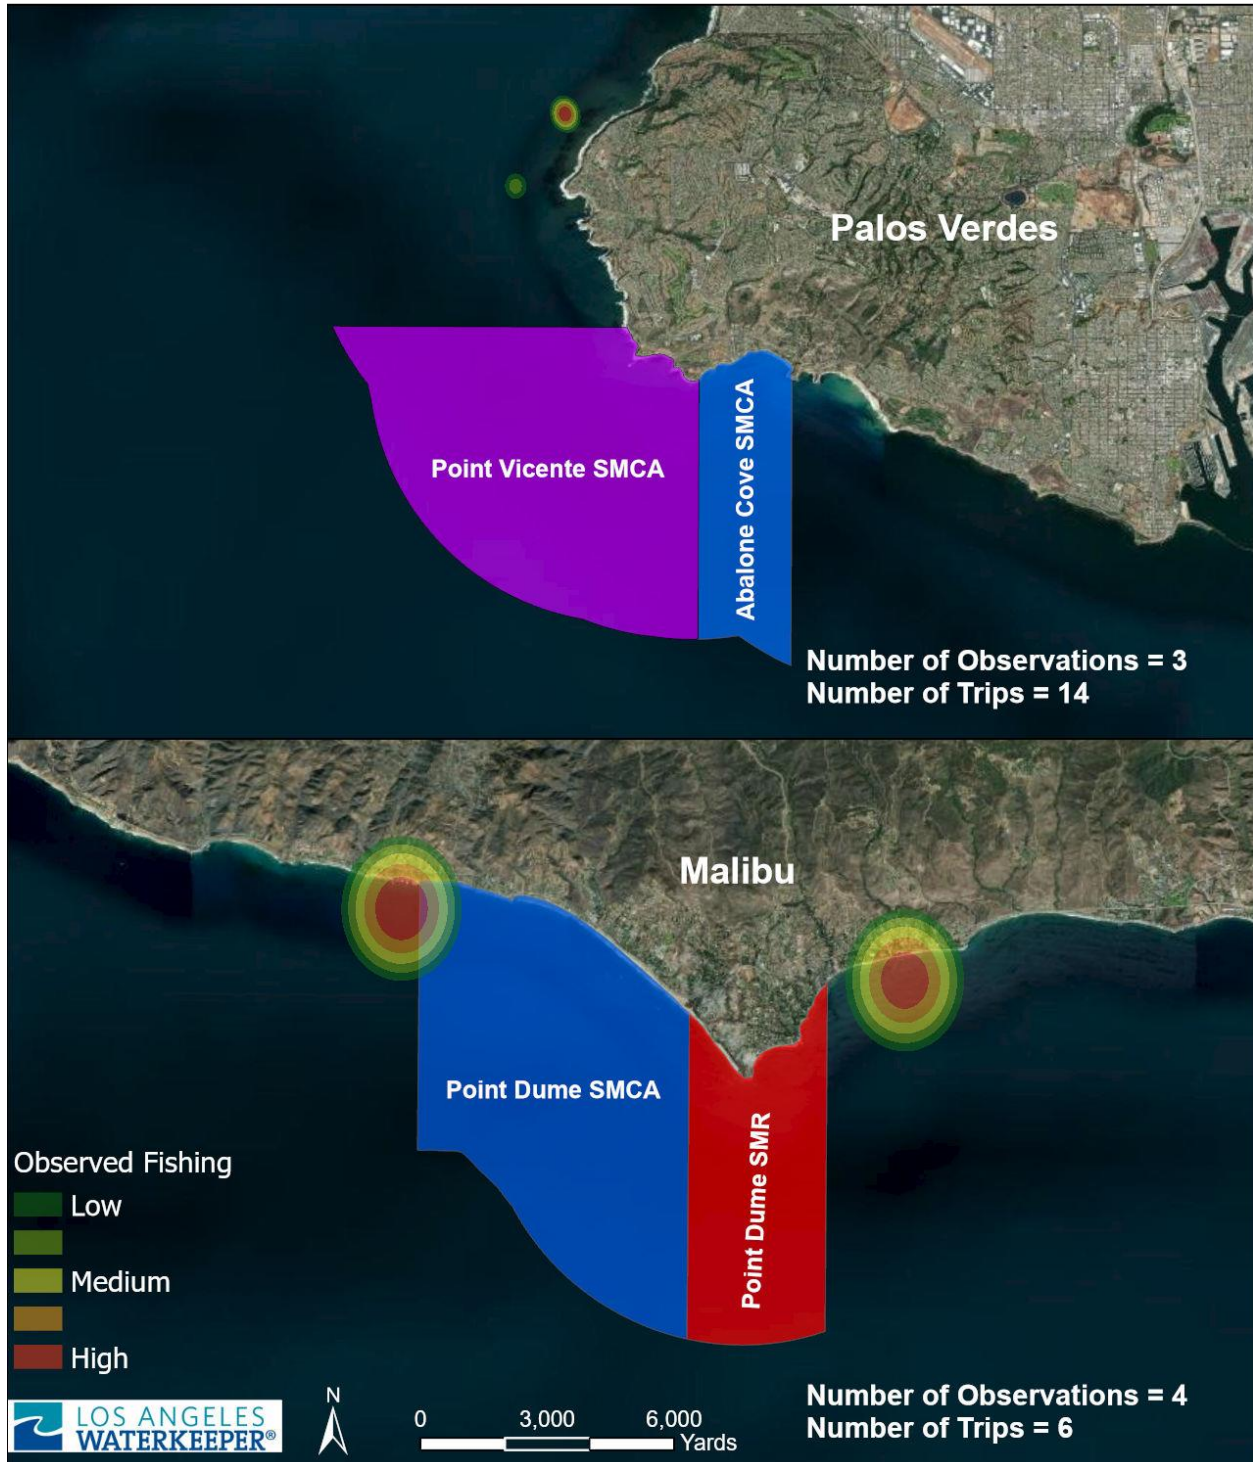 Palos Verdes
Point Vicente SMCA
Abalone Cove SMCA
Number of Observations = 3
Number of Trips = 14
Malibu
Point Dume SMCA
Point Dume SMR
Observed Fishing
Low
Medium
High
LOS ANGELES
WATERKEEPER®
N
0 3,000 6,000
Yards
Number of Observations = 4
Number of Trips = 6